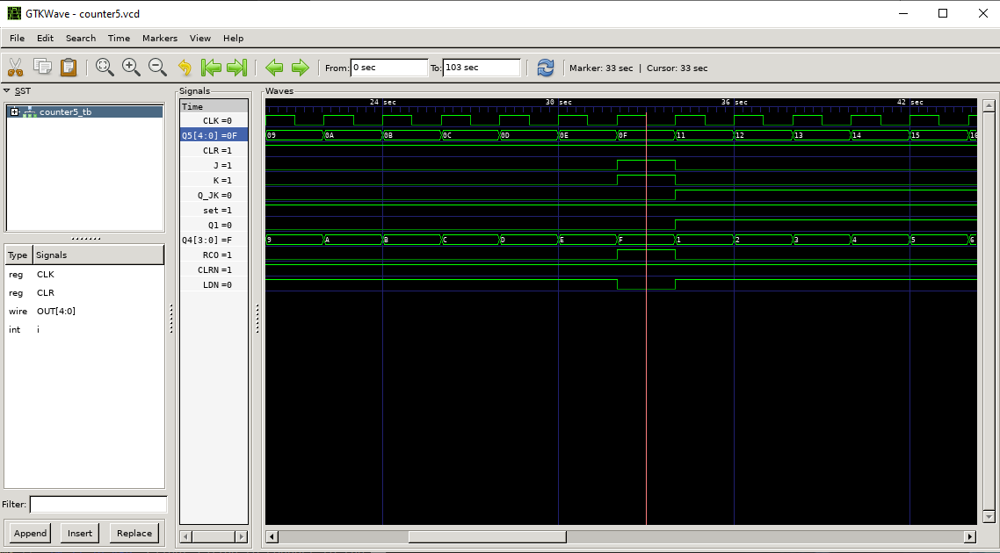 GTKWave - counter5.vcd
File Edit Search Time Markers View Help
From: 0 sec To: 103 sec Marker: 33 sec | Cursor: 33 sec
SST
counter5_tb
Type Signals
reg CLK
reg CLR
wire OUT[4:0]
int i
Filter:
Append Insert Replace
Signals
Time
CLK =0
Q5[4:0] =0F
CLR =1
J =1
K =1
Q_JK =0
set =1
Q1 =0
Q4[3:0] =F
RCO =1
CLRN =1
LDN =0
Waves
24 sec 30 sec 36 sec 42 sec
09 0A 0B 0C 0D 0E 0F 11 12 13 14 15 16
9 A B C D E F 1 2 3 4 5 6